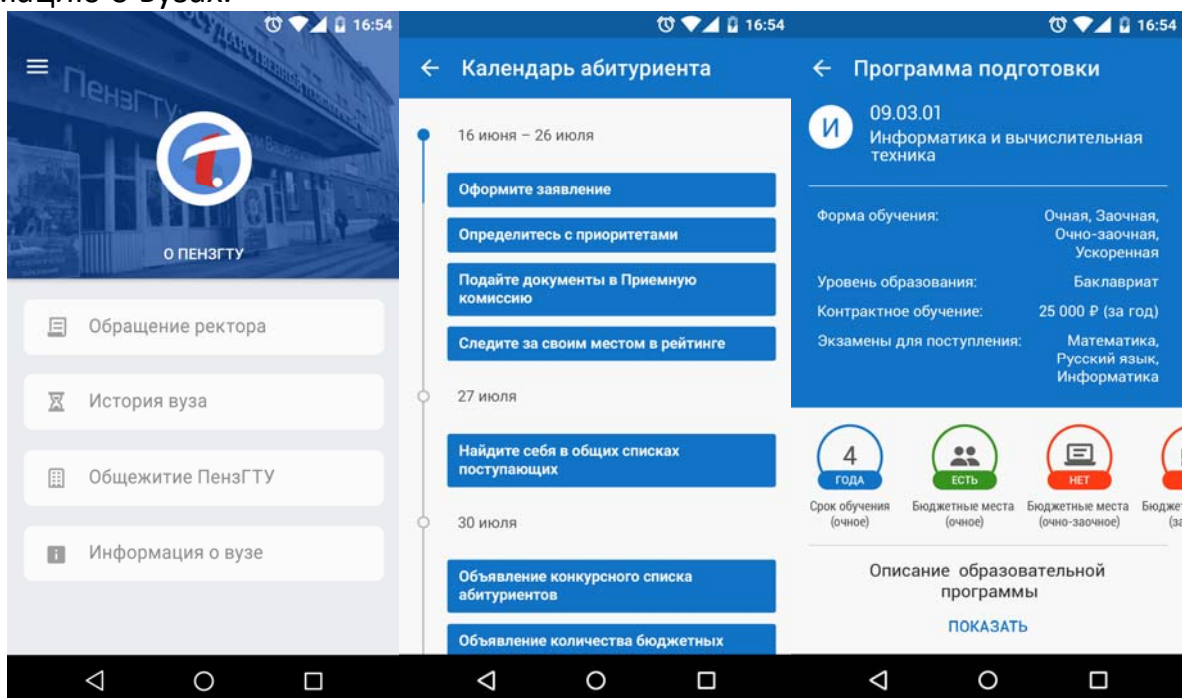 16:54
ПензГТУ
О ПЕНЗГТУ
Обращение ректора
История вуза
Общежитие ПензГТУ
Информация о вузе
16:54
Календарь абитуриента
16 июня – 26 июля
Оформите заявление
Определитесь с приоритетами
Подайте документы в Приемную
комиссию
Следите за своим местом в рейтинге
27 июля
Найдите себя в общих списках
поступающих
30 июля
Объявление конкурсного списка
абитуриентов
Объявление количества бюджетных
16:54
Программа подготовки
И
09.03.01
Информатика и вычислительная
техника
Форма обучения: Очная, Заочная,
Очно-заочная,
Ускоренная
Уровень образования: Баклавриат
Контрактное обучение: 25 000 ₽ (за год)
Экзамены для поступления: Математика,
Русский язык,
Информатика
4
ГОДА
Срок обучения
(очное)
ЕСТЬ
Бюджетные места
(очное)
НЕТ
Бюджетные места
(очно-заочное)
Описание образовательной
программы
ПОКАЗАТЬ